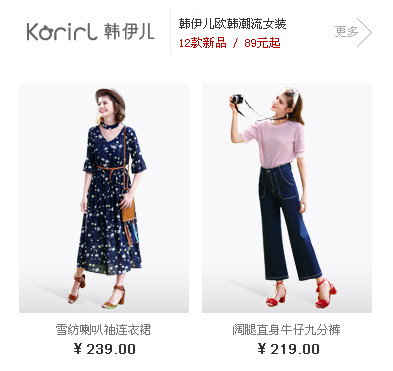 Korirl 韩伊儿
韩伊儿欧韩潮流女装
12款新品 / 89元起
更多
雪纺喇叭袖连衣裙
¥ 239.00
阔腿直身牛仔九分裤
¥ 219.00